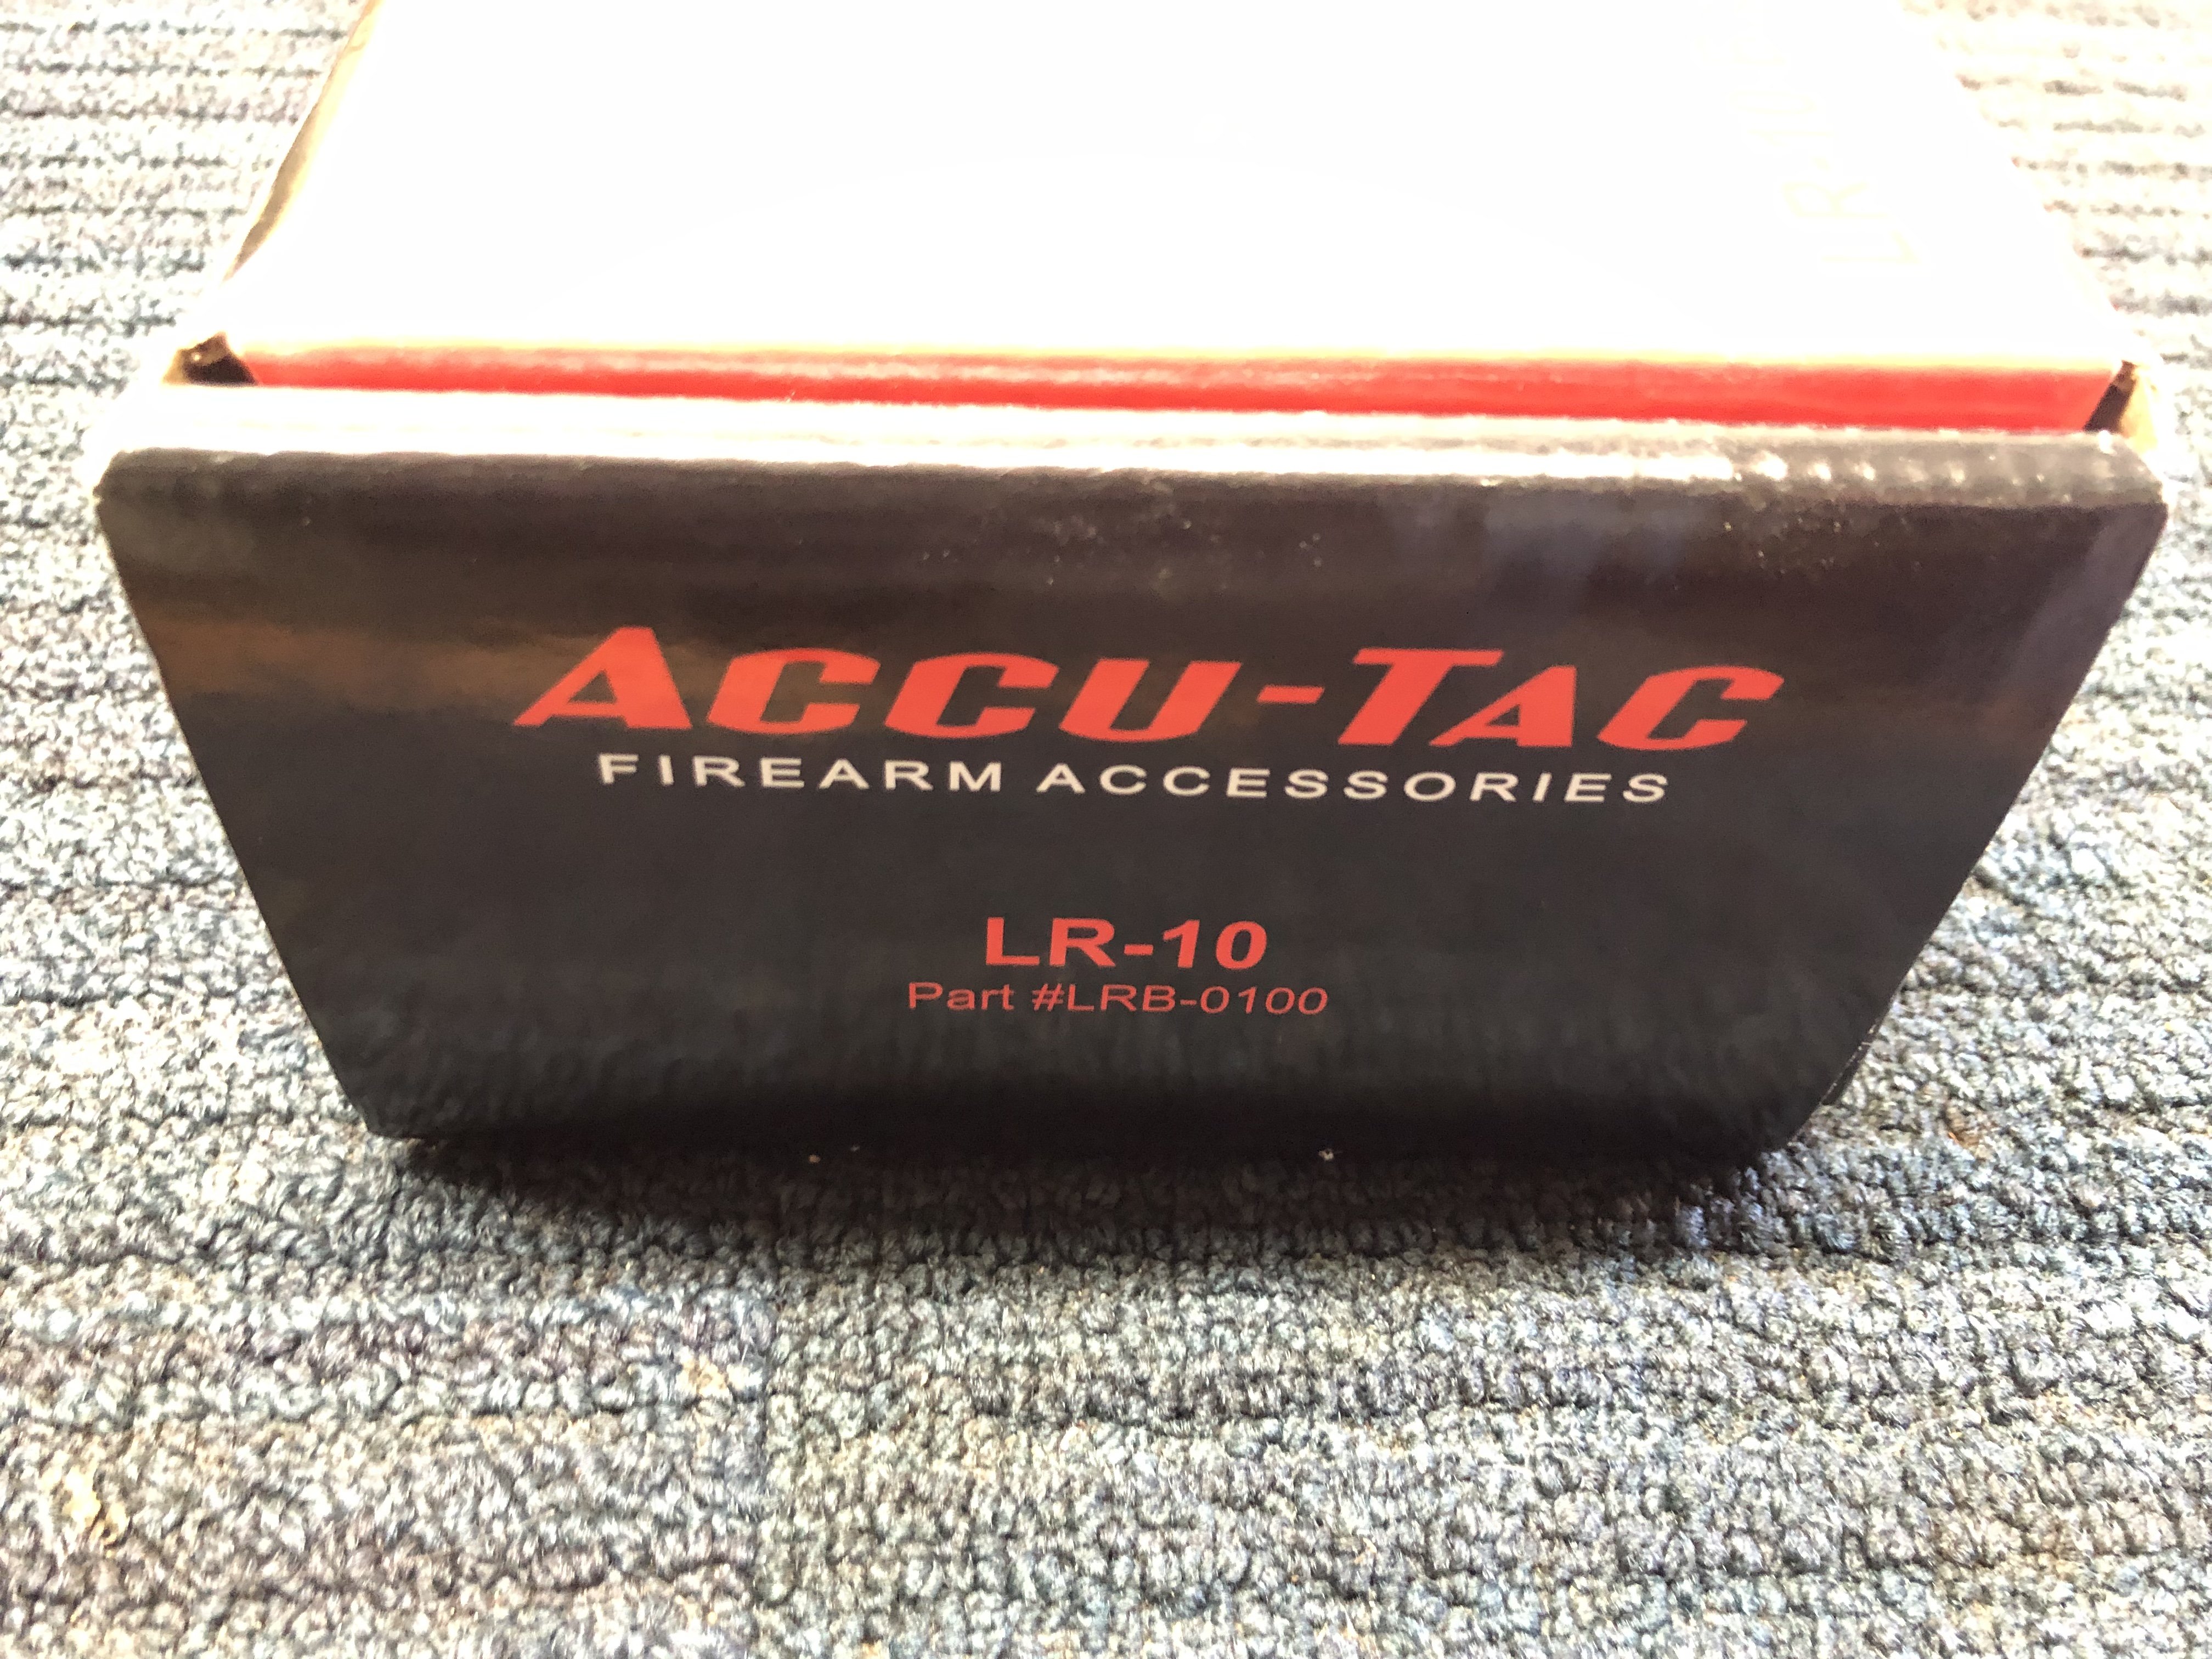 ACCU-TAC
FIREARM ACCESSORIES
LR-10
Part #LRB-0100